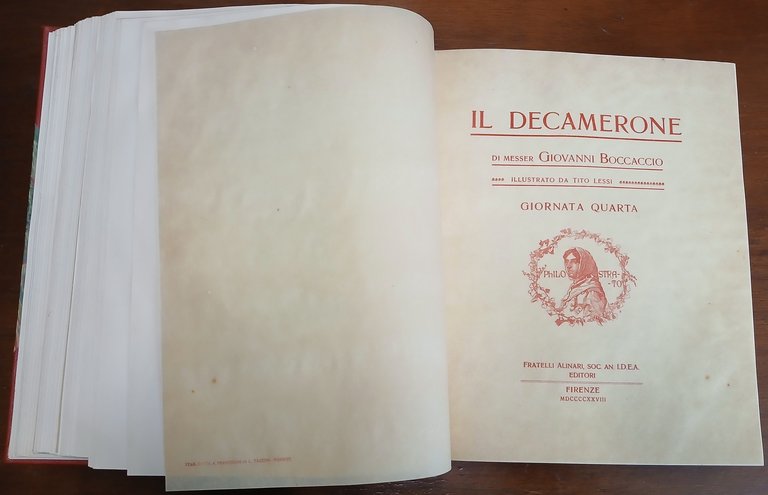 IL DECAMERONE
DI MESSER GIOVANNI BOCCACCIO
ILLUSTRATO DA TITO LESSI
GIORNATA QUARTA
PHILO STRA-
TO
FRATELLI ALINARI, SOC. AN. I.D.E.A.
EDITORI
FIRENZE
MDCCCCXXVIII